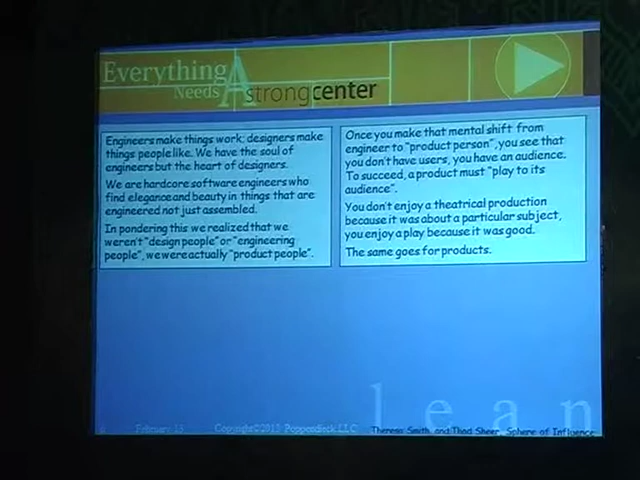 Everything
Needs A strongcenter
Engineers make things work; designers make
things people like. We have the soul of
engineers but the heart of designers.
We are hardcore software engineers who
find elegance and beauty in things that are
engineered not just assembled.
In pondering this we realized that we
weren't "design people" or "engineering
people", we were actually "product people".
Once you make that mental shift from
engineer to "product person", you see that
you don't have users, you have an audience.
To succeed, a product must "play to its
audience".
You don't enjoy a theatrical production
because it was about a particular subject,
you enjoy a play because it was good.
The same goes for products.
lean
February 13 Copyright©2013 Poppendieck.LLC
Theresa Smith and Thad Scheer, Sphere of Influence